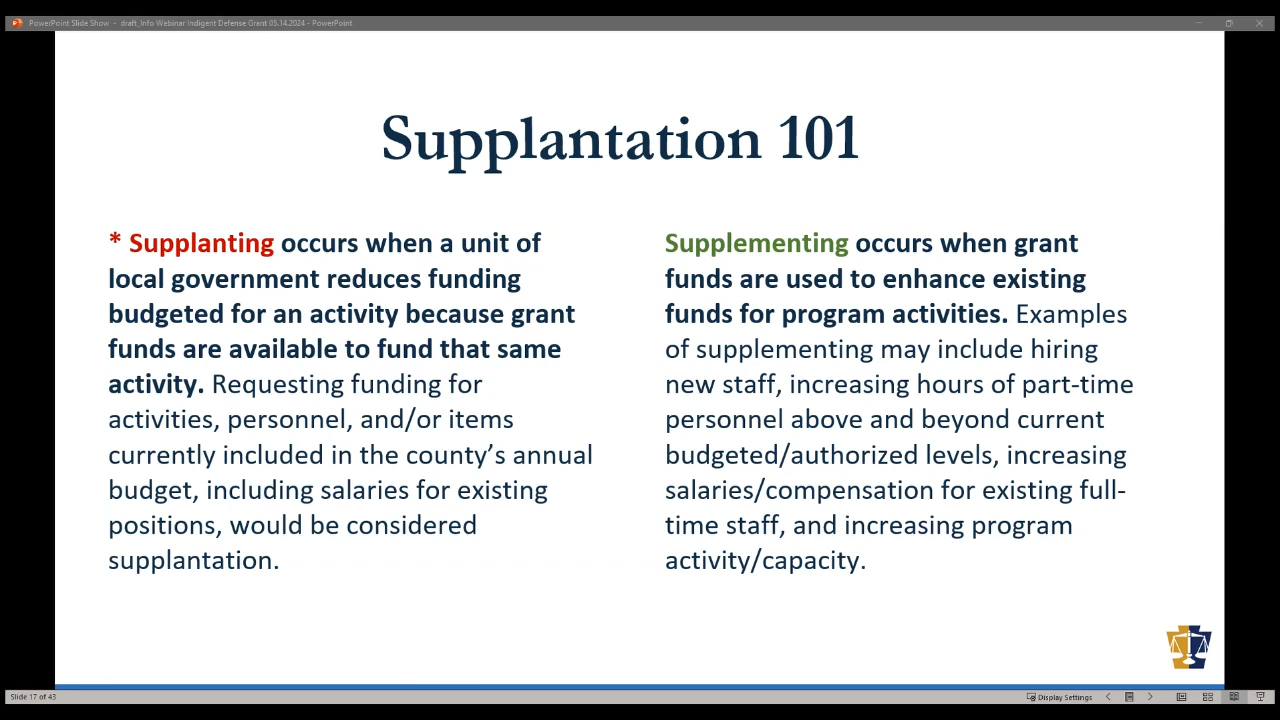 PowerPoint Slide Show - draft_Info Webinar Indigent Defense Grant 05.14.2024 - PowerPoint
Supplantation 101
* Supplanting occurs when a unit of
local government reduces funding
budgeted for an activity because grant
funds are available to fund that same
activity. Requesting funding for
activities, personnel, and/or items
currently included in the county’s annual
budget, including salaries for existing
positions, would be considered
supplantation.
Supplementing occurs when grant
funds are used to enhance existing
funds for program activities. Examples
of supplementing may include hiring
new staff, increasing hours of part-time
personnel above and beyond current
budgeted/authorized levels, increasing
salaries/compensation for existing full-
time staff, and increasing program
activity/capacity.
Slide 17 of 43
Display Settings